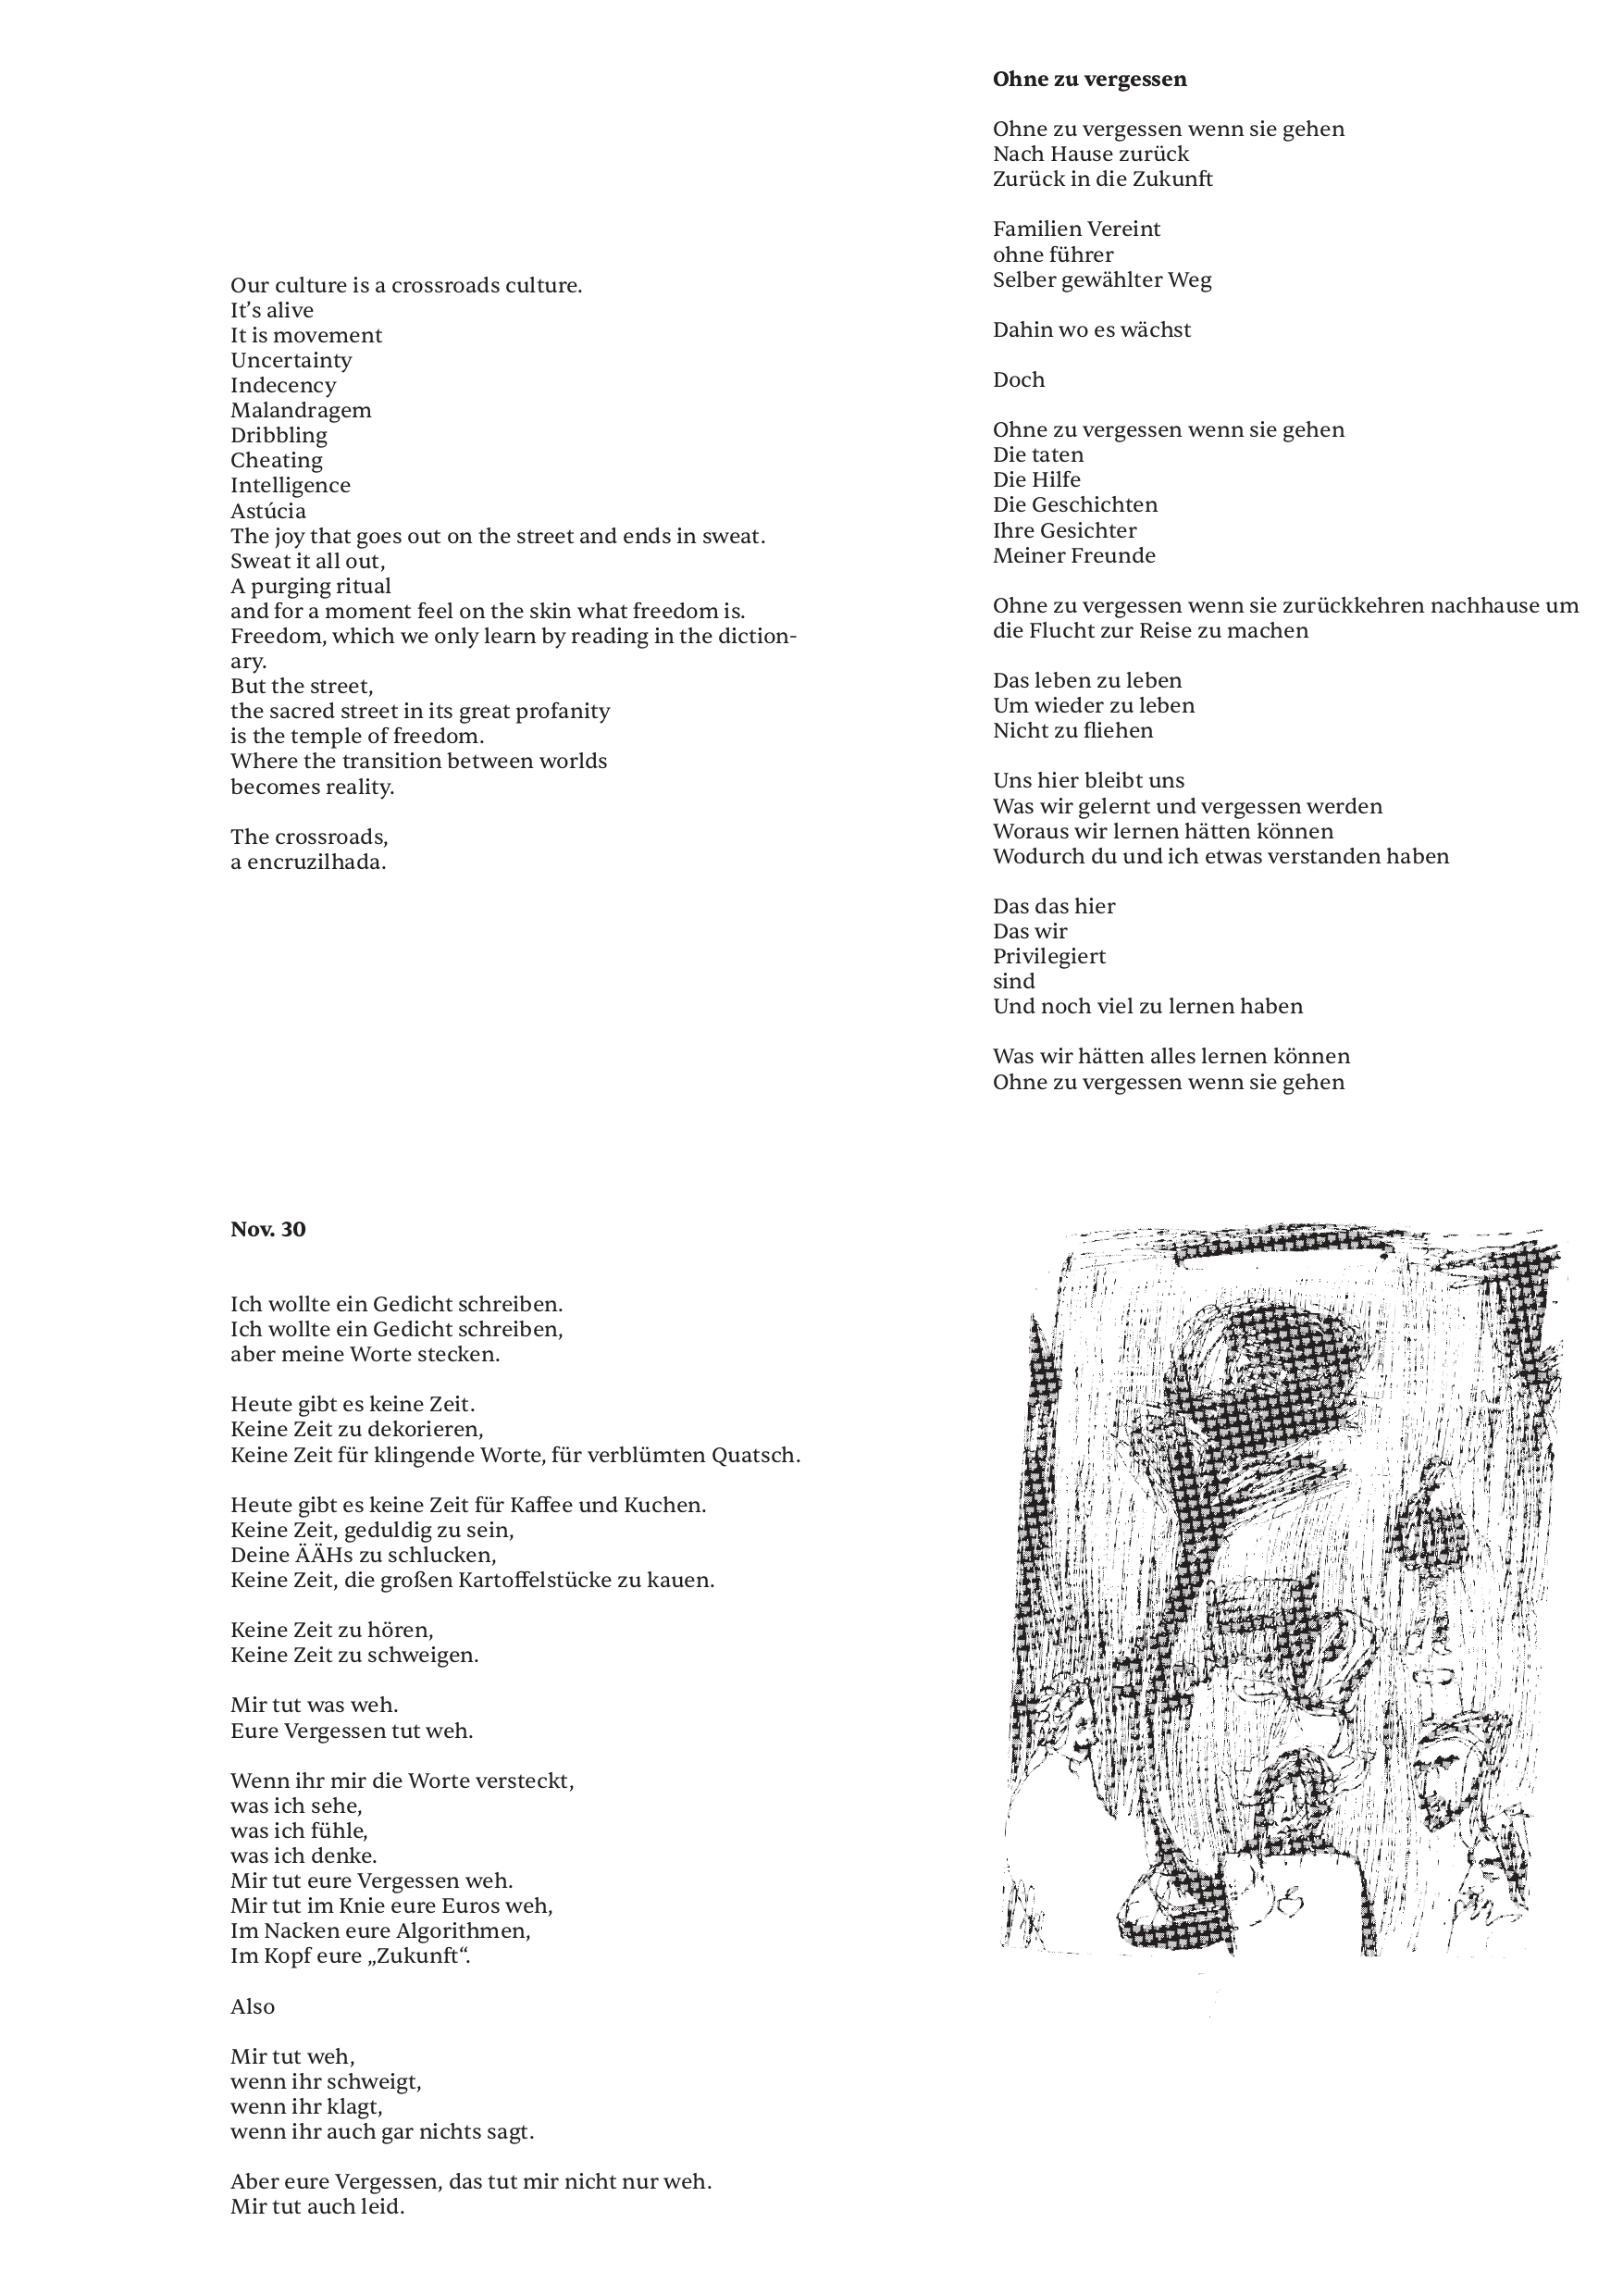 Our culture is a crossroads culture.
It’s alive
It is movement
Uncertainty
Indecency
Malandragem
Dribbling
Cheating
Intelligence
Astúcia
The joy that goes out on the street and ends in sweat.
Sweat it all out,
A purging ritual
and for a moment feel on the skin what freedom is.
Freedom, which we only learn by reading in the diction-
ary.
But the street,
the sacred street in its great profanity
is the temple of freedom.
Where the transition between worlds
becomes reality.

The crossroads,
a encruzilhada.

Nov. 30

Ich wollte ein Gedicht schreiben.
Ich wollte ein Gedicht schreiben,
aber meine Worte stecken.

Heute gibt es keine Zeit.
Keine Zeit zu dekorieren,
Keine Zeit für klingende Worte, für verblümten Quatsch.

Heute gibt es keine Zeit für Kaffee und Kuchen.
Keine Zeit, geduldig zu sein,
Deine ÄÄHs zu schlucken,
Keine Zeit, die großen Kartoffelstücke zu kauen.

Keine Zeit zu hören,
Keine Zeit zu schweigen.

Mir tut was weh.
Eure Vergessen tut weh.

Wenn ihr mir die Worte versteckt,
was ich sehe,
was ich fühle,
was ich denke.
Mir tut eure Vergessen weh.
Mir tut im Knie eure Euros weh,
Im Nacken eure Algorithmen,
Im Kopf eure „Zukunft“.

Also

Mir tut weh,
wenn ihr schweigt,
wenn ihr klagt,
wenn ihr auch gar nichts sagt.

Aber eure Vergessen, das tut mir nicht nur weh.
Mir tut auch leid.

Ohne zu vergessen

Ohne zu vergessen wenn sie gehen
Nach Hause zurück
Zurück in die Zukunft

Familien Vereint
ohne führer
Selber gewählter Weg

Dahin wo es wächst

Doch

Ohne zu vergessen wenn sie gehen
Die taten
Die Hilfe
Die Geschichten
Ihre Gesichter
Meiner Freunde

Ohne zu vergessen wenn sie zurückkehren nachhause um
die Flucht zur Reise zu machen

Das leben zu leben
Um wieder zu leben
Nicht zu fliehen

Uns hier bleibt uns
Was wir gelernt und vergessen werden
Woraus wir lernen hätten können
Wodurch du und ich etwas verstanden haben

Das das hier
Das wir
Privilegiert
sind
Und noch viel zu lernen haben

Was wir hätten alles lernen können
Ohne zu vergessen wenn sie gehen